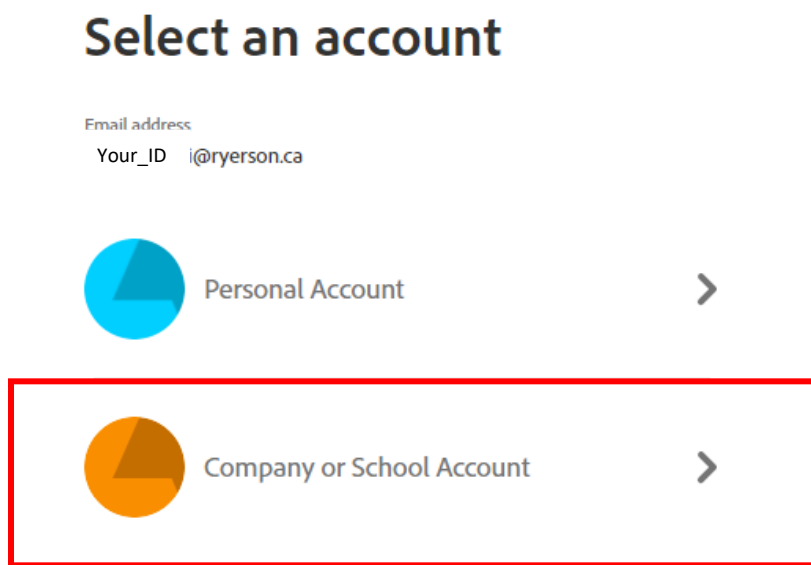 Select an account
Email address
Your_ID i@ryerson.ca
Personal Account
Company or School Account